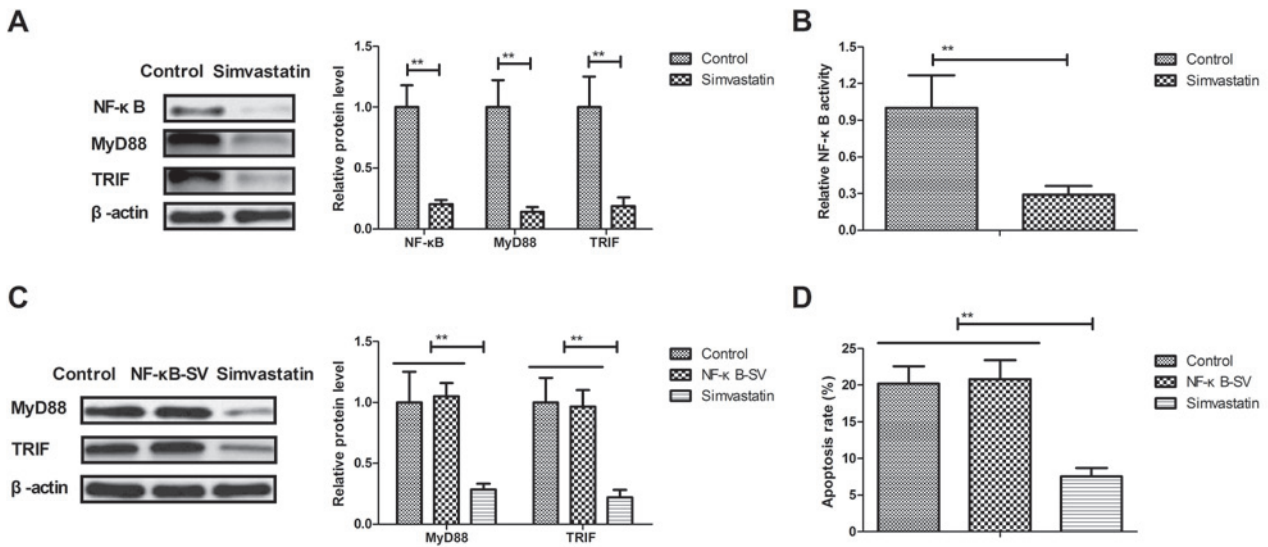 A
Control Simvastatin
NF-κ B
MyD88
TRIF
β -actin
Relative protein level
1.5
1.0
0.5
0.0
** ** **
NF-κB MyD88 TRIF
Control
Simvastatin
B
Relative NF-κ B activity
1.5
1.2
0.9
0.6
0.3
0.0
**
Control
Simvastatin
C
Control NF-κB-SV Simvastatin
MyD88
TRIF
β -actin
Relative protein level
1.5
1.0
0.5
0.0
** **
MyD88 TRIF
Control
NF-κ B-SV
Simvastatin
D
Apoptosis rate (%)
25
20
15
10
5
0
**
Control
NF-κ B-SV
Simvastatin